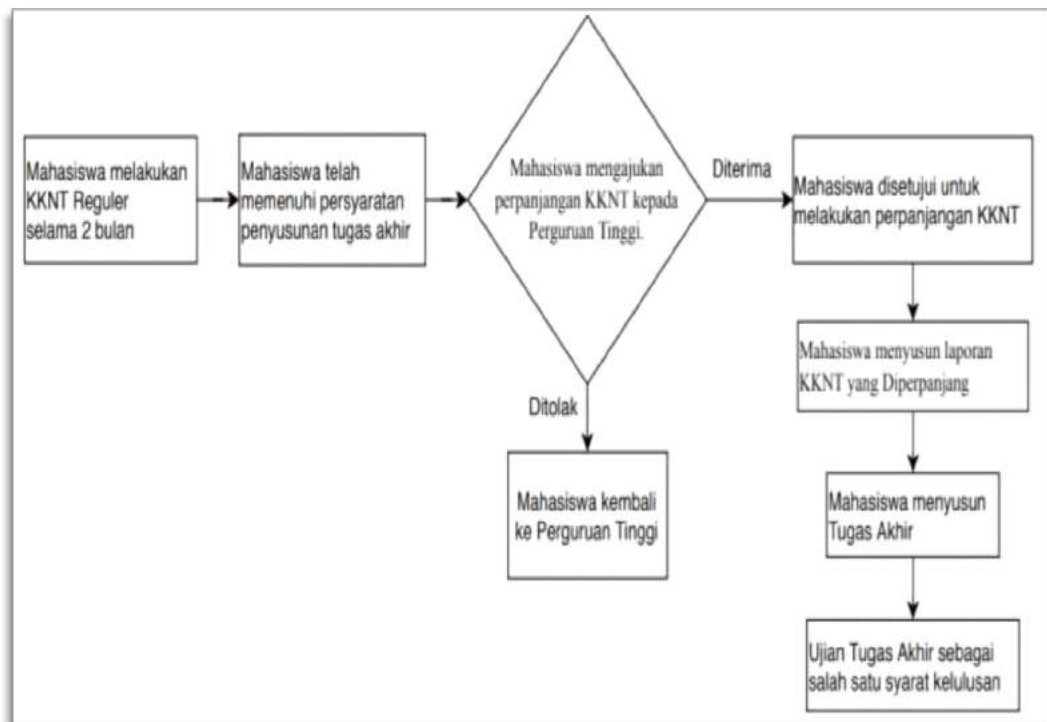 Mahasiswa melakukan
KKNT Reguler
selama 2 bulan
Mahasiswa telah
memenuhi persyaratan
penyusunan tugas akhir
Mahasiswa mengajukan
perpanjangan KKNT kepada
Perguruan Tinggi.
Diterima
Mahasiswa disetujui untuk
melakukan perpanjangan KKNT
Mahasiswa menyusun laporan
KKNT yang Diperpanjang
Ditolak
Mahasiswa kembali
ke Perguruan Tinggi
Mahasiswa menyusun
Tugas Akhir
Ujian Tugas Akhir sebagai
salah satu syarat kelulusan